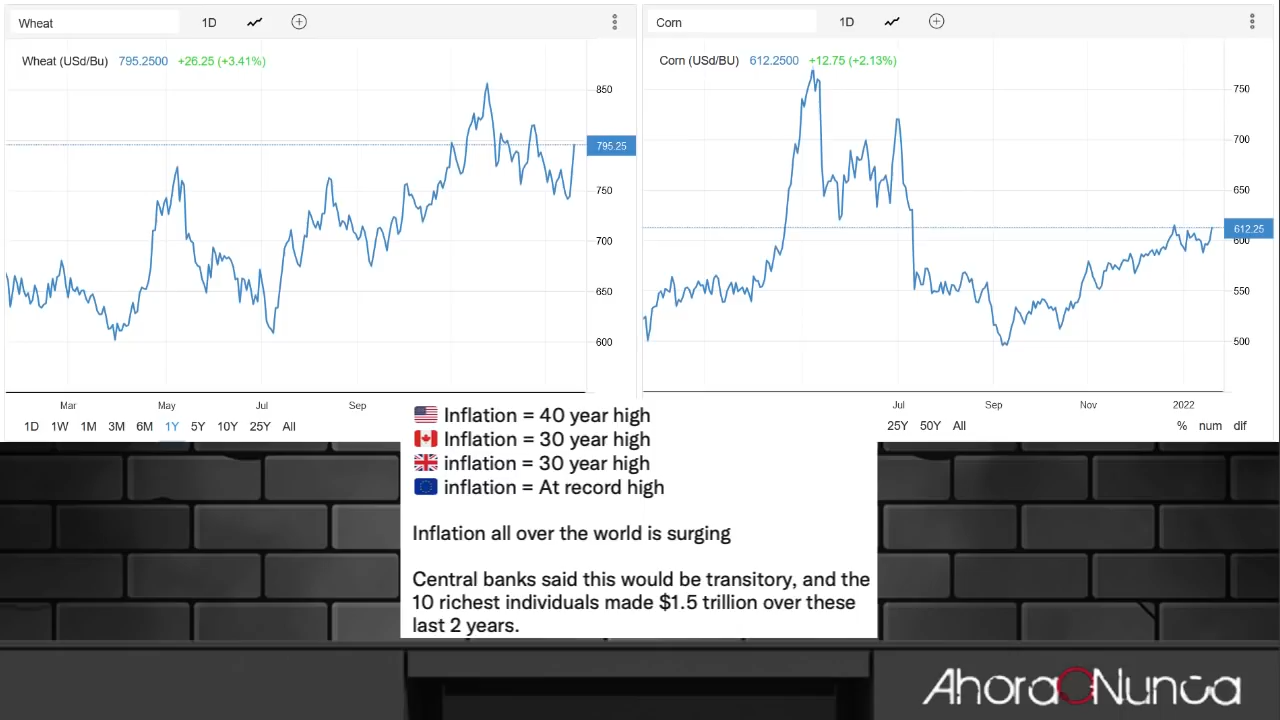 Wheat 1D
Wheat (USd/Bu) 795.2500 +26.25 (+3.41%)
850
795.25
750
700
650
600
Mar May Jul Sep
1D 1W 1M 3M 6M 1Y 5Y 10Y 25Y All
Corn 1D
Corn (USd/BU) 612.2500 +12.75 (+2.13%)
750
700
650
612.25
600
550
500
Jul Sep Nov 2022
25Y 50Y All % num dlf
Inflation = 40 year high
Inflation = 30 year high
inflation = 30 year high
inflation = At record high
Inflation all over the world is surging
Central banks said this would be transitory, and the
10 richest individuals made $1.5 trillion over these
last 2 years.
Ahora O Nunca